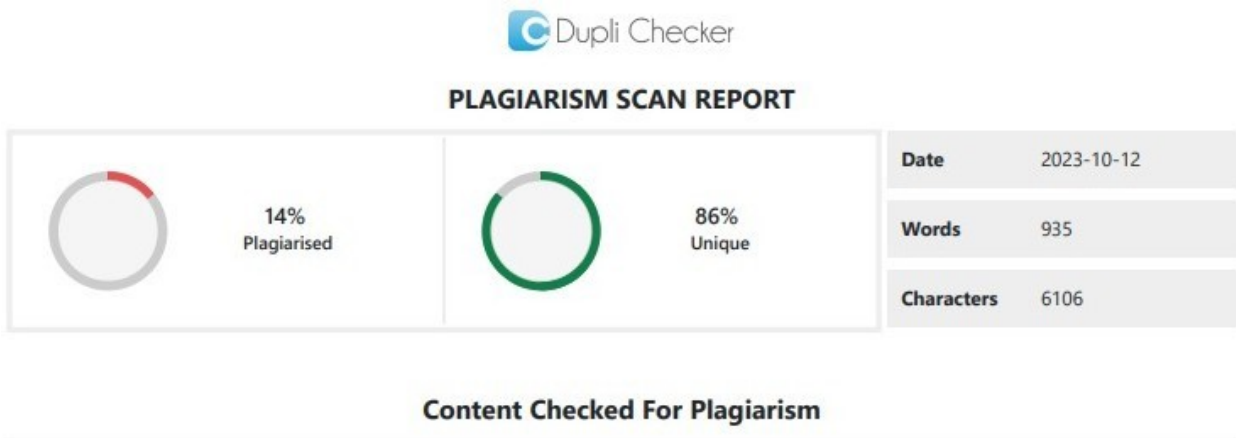 Dupli Checker
PLAGIARISM SCAN REPORT
14%
Plagiarised
86%
Unique
Date 2023-10-12
Words 935
Characters 6106
Content Checked For Plagiarism